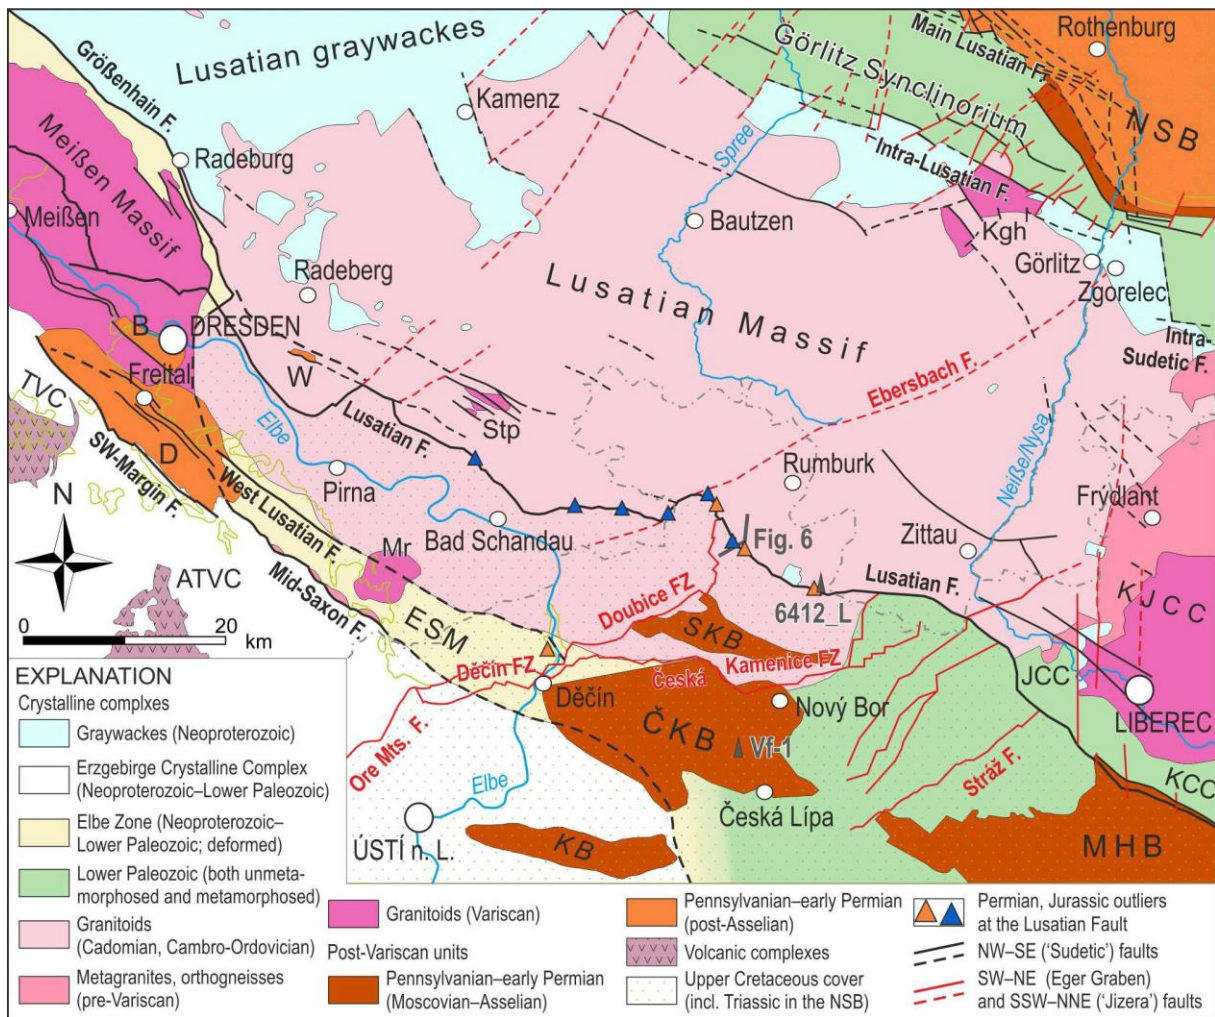 Lusatian graywackes
Größenhain F.
Kamenz
Görlitz Synclinorium
Main Lusatian F.
Rothenburg
NSB
Meißen Massif
Radeburg
Meißen
Spree
Intra-Lusatian F.
Bautzen
Kgh
Görlitz
Zgorelec
Radeberg
Lusatian Massif
Intra-
Sudetic F.
B
DRESDEN
Freital
W
TVC
Elbe
Lusatian F.
Stp
Ebersbach F.
Neiße/Nysa
D
SW-Margin F.
West Lusatian F.
Pirna
Rumburk
Frýdlant
N
Mr
Bad Schandau
Fig. 6
Zittau
ATVC
Mid-Saxon F.
Lusatian F.
KJCC
0
20
km
ESM
Doubice FZ
6412_L
SKB
Děčín FZ
Česká
Kamenice FZ
JCC
Děčín
Nový Bor
LIBEREC
Ore Mts. F.
ČKB
Vf-1
Stráž F.
KCC
Elbe
Česká Lípa
ÚSTÍ n. L.
KB
MHB
EXPLANATION
Crystalline complxes
Graywackes (Neoproterozoic)
Erzgebirge Crystalline Complex
(Neoproterozoic–Lower Paleozoic)
Elbe Zone (Neoproterozoic–
Lower Paleozoic; deformed)
Lower Paleozoic (both unmeta-
morphosed and metamorphosed)
Granitoids
(Cadomian, Cambro-Ordovician)
Metagranites, orthogneisses
(pre-Variscan)
Granitoids (Variscan)
Post-Variscan units
Pennsylvanian–early Permian
(Moscovian–Asselian)
Pennsylvanian–early Permian
(post-Asselian)
Volcanic complexes
Upper Cretaceous cover
(incl. Triassic in the NSB)
Permian, Jurassic outliers
at the Lusatian Fault
NW–SE (‘Sudetic’) faults
SW–NE (Eger Graben)
and SSW–NNE (‘Jizera’) faults